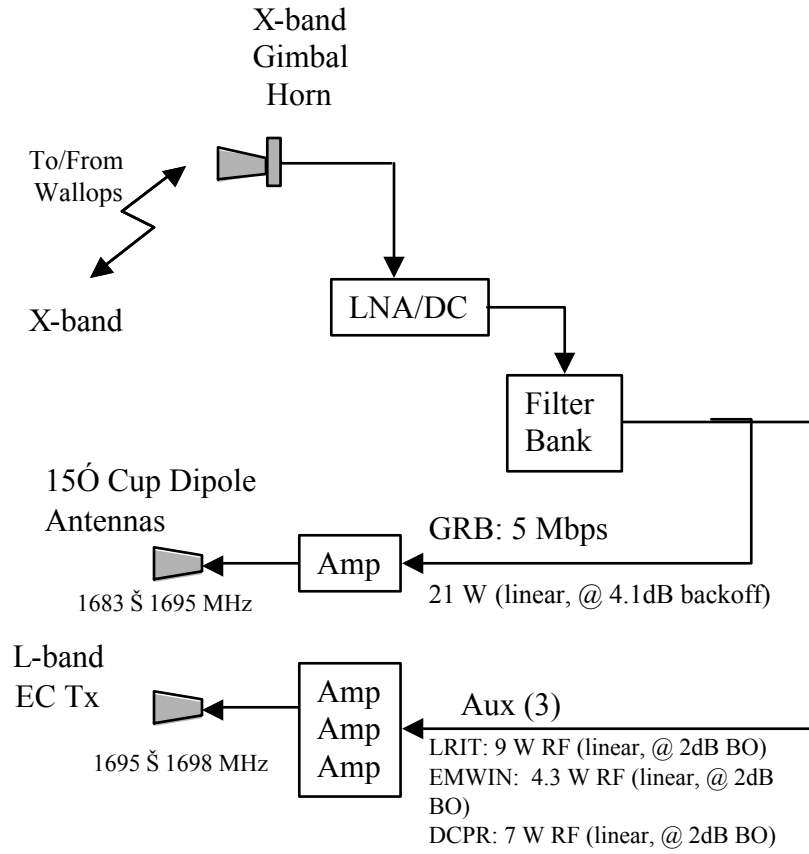 X-band
Gimbal
Horn
To/From
Wallops
X-band
LNA/DC
Filter
Bank
15Ó Cup Dipole
Antennas
GRB: 5 Mbps
Amp
21 W (linear, @ 4.1dB backoff)
1683 Š 1695 MHz
L-band
EC Tx
Amp
Amp
Amp
Aux (3)
1695 Š 1698 MHz
LRIT: 9 W RF (linear, @ 2dB BO)
EMWIN:  4.3 W RF (linear, @ 2dB
BO)
DCPR: 7 W RF (linear, @ 2dB BO)